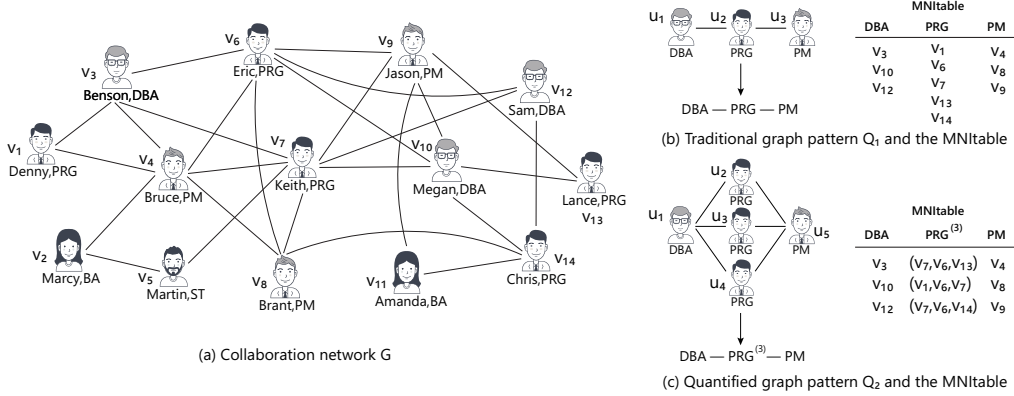 v₆
Eric,PRG
v₉
Jason,PM
v₃
Benson,DBA
v₁₂
Sam,DBA
v₁
Denny,PRG
v₄
Bruce,PM
v₇
Keith,PRG
v₁₀
Megan,DBA
Lance,PRG
v₁₃
v₂
Marcy,BA
v₅
Martin,ST
v₈
Brant,PM
v₁₁
Amanda,BA
v₁₄
Chris,PRG
(a) Collaboration network G
u₁ u₂ u₃
DBA PRG PM
DBA — PRG — PM
MNItable
DBA PRG PM
v₃ v₁ v₄
v₁₀ v₆ v₈
v₁₂ v₇ v₉
v₁₃
v₁₄
(b) Traditional graph pattern Q₁ and the MNItable
u₂
PRG
u₁
DBA
u₃
PRG
u₅
PM
u₄
PRG
DBA — PRG⁽³⁾ — PM
MNItable
DBA PRG⁽³⁾ PM
v₃ (v₇,v₆,v₁₃) v₄
v₁₀ (v₁,v₆,v₇) v₈
v₁₂ (v₇,v₆,v₁₄) v₉
(c) Quantified graph pattern Q₂ and the MNItable